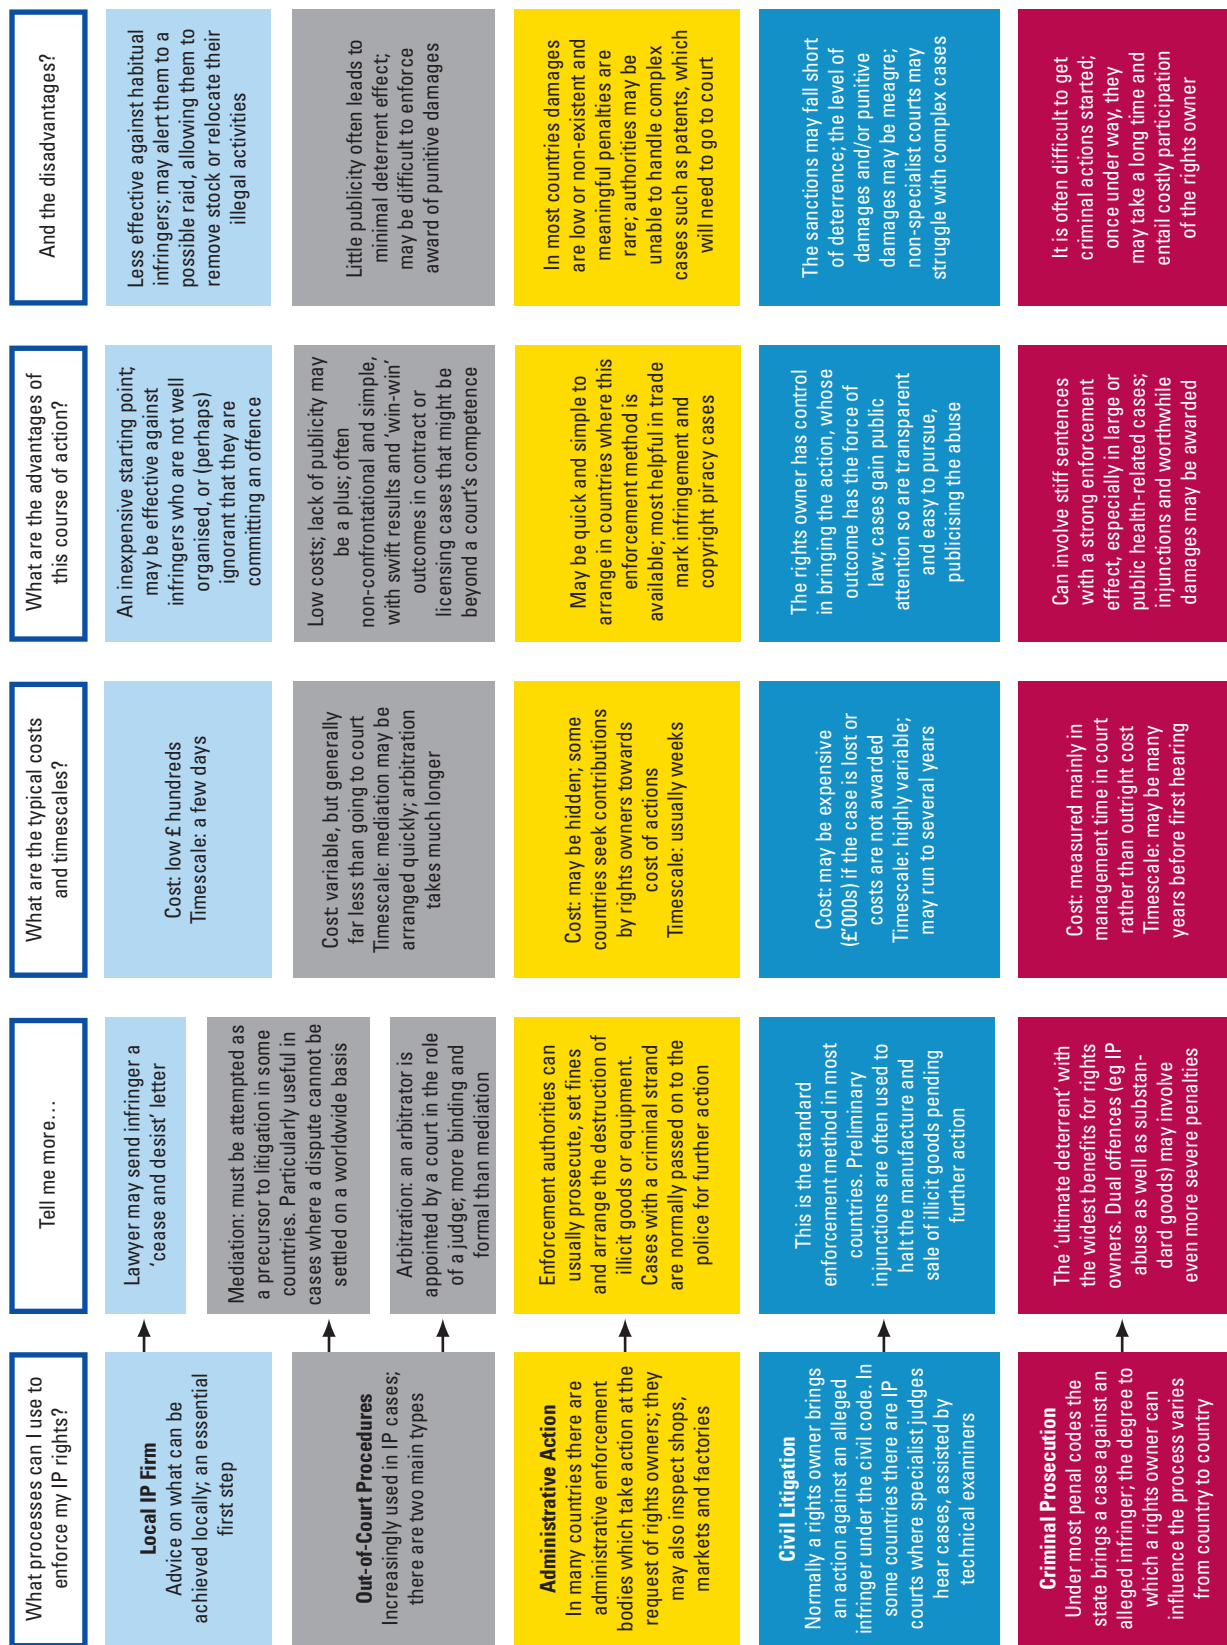 What processes can I use to
enforce my IP rights?
Tell me more…
What are the typical costs
and timescales?
What are the advantages of
this course of action?
And the disadvantages?
Local IP Firm
Advice on what can be
achieved locally; an essential
first step
Lawyer may send infringer a
‘cease and desist’ letter
Cost: low £ hundreds
Timescale: a few days
An inexpensive starting point;
may be effective against
infringers who are not well
organised, or (perhaps)
ignorant that they are
committing an offence
Less effective against habitual
infringers; may alert them to a
possible raid, allowing them to
remove stock or relocate their
illegal activities
Out-of-Court Procedures
Increasingly used in IP cases;
there are two main types
Mediation: must be attempted as
a precursor to litigation in some
countries. Particularly useful in
cases where a dispute cannot be
settled on a worldwide basis
Arbitration: an arbitrator is
appointed by a court in the role
of a judge; more binding and
formal than mediation
Cost: variable, but generally
far less than going to court
Timescale: mediation may be
arranged quickly; arbitration
takes much longer
Low costs; lack of publicity may
be a plus; often
non-confrontational and simple,
with swift results and ‘win-win’
outcomes in contract or
licensing cases that might be
beyond a court’s competence
Little publicity often leads to
minimal deterrent effect;
may be difficult to enforce
award of punitive damages
Administrative Action
In many countries there are
administrative enforcement
bodies which take action at the
request of rights owners; they
may also inspect shops,
markets and factories
Enforcement authorities can
usually prosecute, set fines
and arrange the destruction of
illicit goods or equipment.
Cases with a criminal strand
are normally passed on to the
police for further action
Cost: may be hidden; some
countries seek contributions
by rights owners towards
cost of actions
Timescale: usually weeks
May be quick and simple to
arrange in countries where this
enforcement method is
available; most helpful in trade
mark infringement and
copyright piracy cases
In most countries damages
are low or non-existent and
meaningful penalties are
rare; authorities may be
unable to handle complex
cases such as patents, which
will need to go to court
Civil Litigation
Normally a rights owner brings
an action against an alleged
infringer under the civil code. In
some countries there are IP
courts where specialist judges
hear cases, assisted by
technical examiners
This is the standard
enforcement method in most
countries. Preliminary
injunctions are often used to
halt the manufacture and
sale of illicit goods pending
further action
Cost: may be expensive
(£’000s) if the case is lost or
costs are not awarded
Timescale: highly variable;
may run to several years
The rights owner has control
in bringing the action, whose
outcome has the force of
law; cases gain public
attention so are transparent
and easy to pursue,
publicising the abuse
The sanctions may fall short
of deterrence; the level of
damages and/or punitive
damages may be meagre;
non-specialist courts may
struggle with complex cases
Criminal Prosecution
Under most penal codes the
state brings a case against an
alleged infringer; the degree to
which a rights owner can
influence the process varies
from country to country
The ‘ultimate deterrent’ with
the widest benefits for rights
owners. Dual offences (eg IP
abuse as well as substan-
dard goods) may involve
even more severe penalties
Cost: measured mainly in
management time in court
rather than outright cost
Timescale: may be many
years before first hearing
Can involve stiff sentences
with a strong enforcement
effect, especially in large or
public health-related cases;
injunctions and worthwhile
damages may be awarded
It is often difficult to get
criminal actions started;
once under way, they
may take a long time and
entail costly participation
of the rights owner